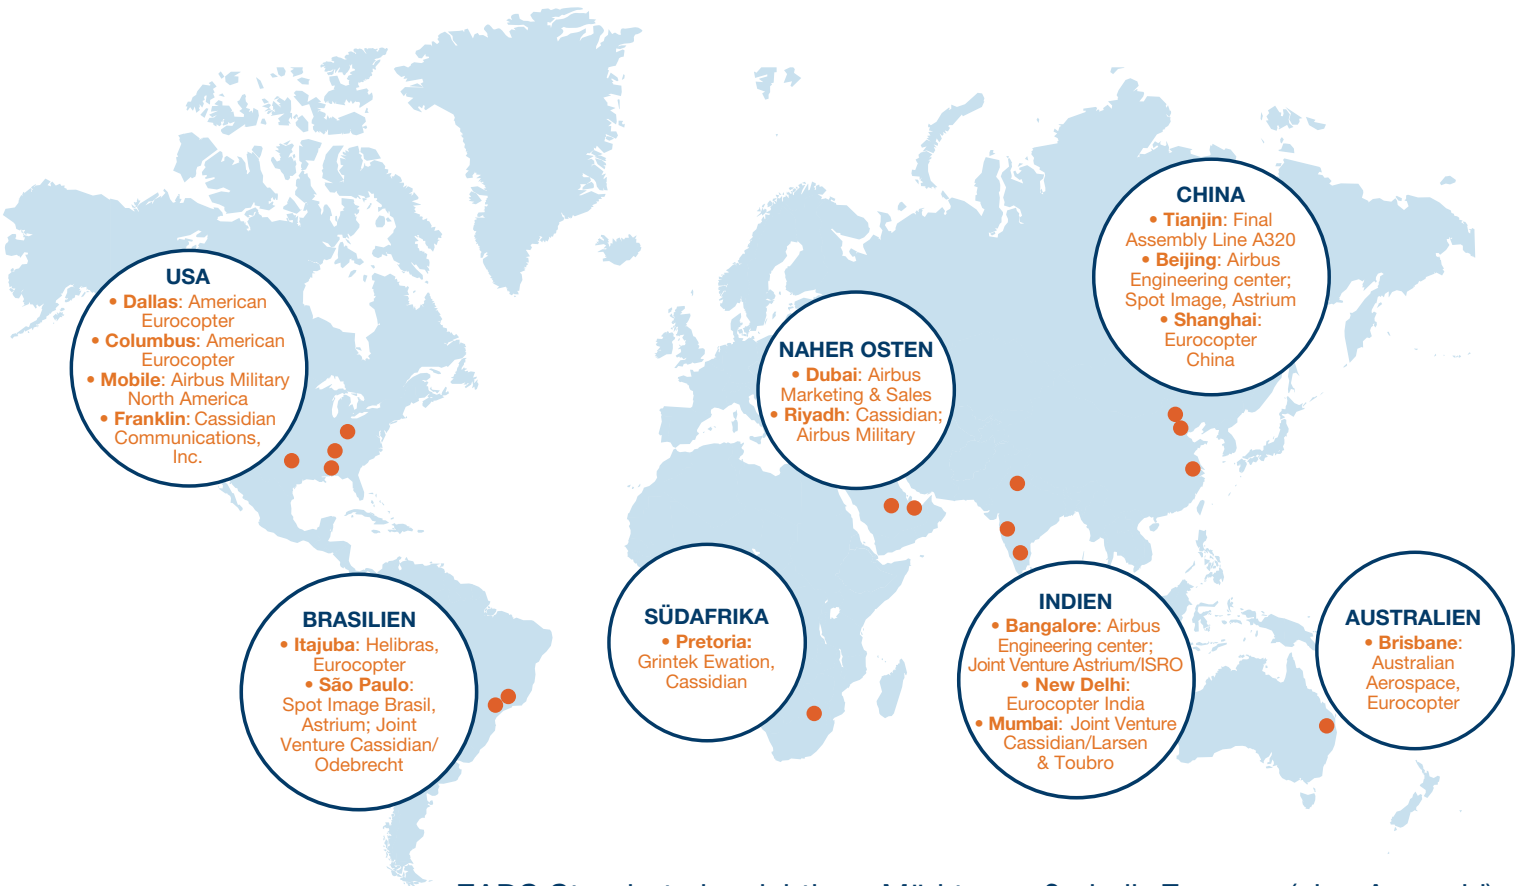 USA
• Dallas: American
Eurocopter
• Columbus: American
Eurocopter
• Mobile: Airbus Military
North America
• Franklin: Cassidian
Communications,
Inc.
BRASILIEN
• Itajuba: Helibras,
Eurocopter
• São Paulo:
Spot Image Brasil,
Astrium; Joint
Venture Cassidian/
Odebrecht
NAHER OSTEN
• Dubai: Airbus
Marketing & Sales
• Riyadh: Cassidian;
Airbus Military
SÜDAFRIKA
• Pretoria:
Grintek Ewation,
Cassidian
CHINA
• Tianjin: Final
Assembly Line A320
• Beijing: Airbus
Engineering center;
Spot Image, Astrium
• Shanghai:
Eurocopter
China
INDIEN
• Bangalore: Airbus
Engineering center;
Joint Venture Astrium/ISRO
• New Delhi:
Eurocopter India
• Mumbai: Joint Venture
Cassidian/Larsen
& Toubro
AUSTRALIEN
• Brisbane:
Australian
Aerospace,
Eurocopter